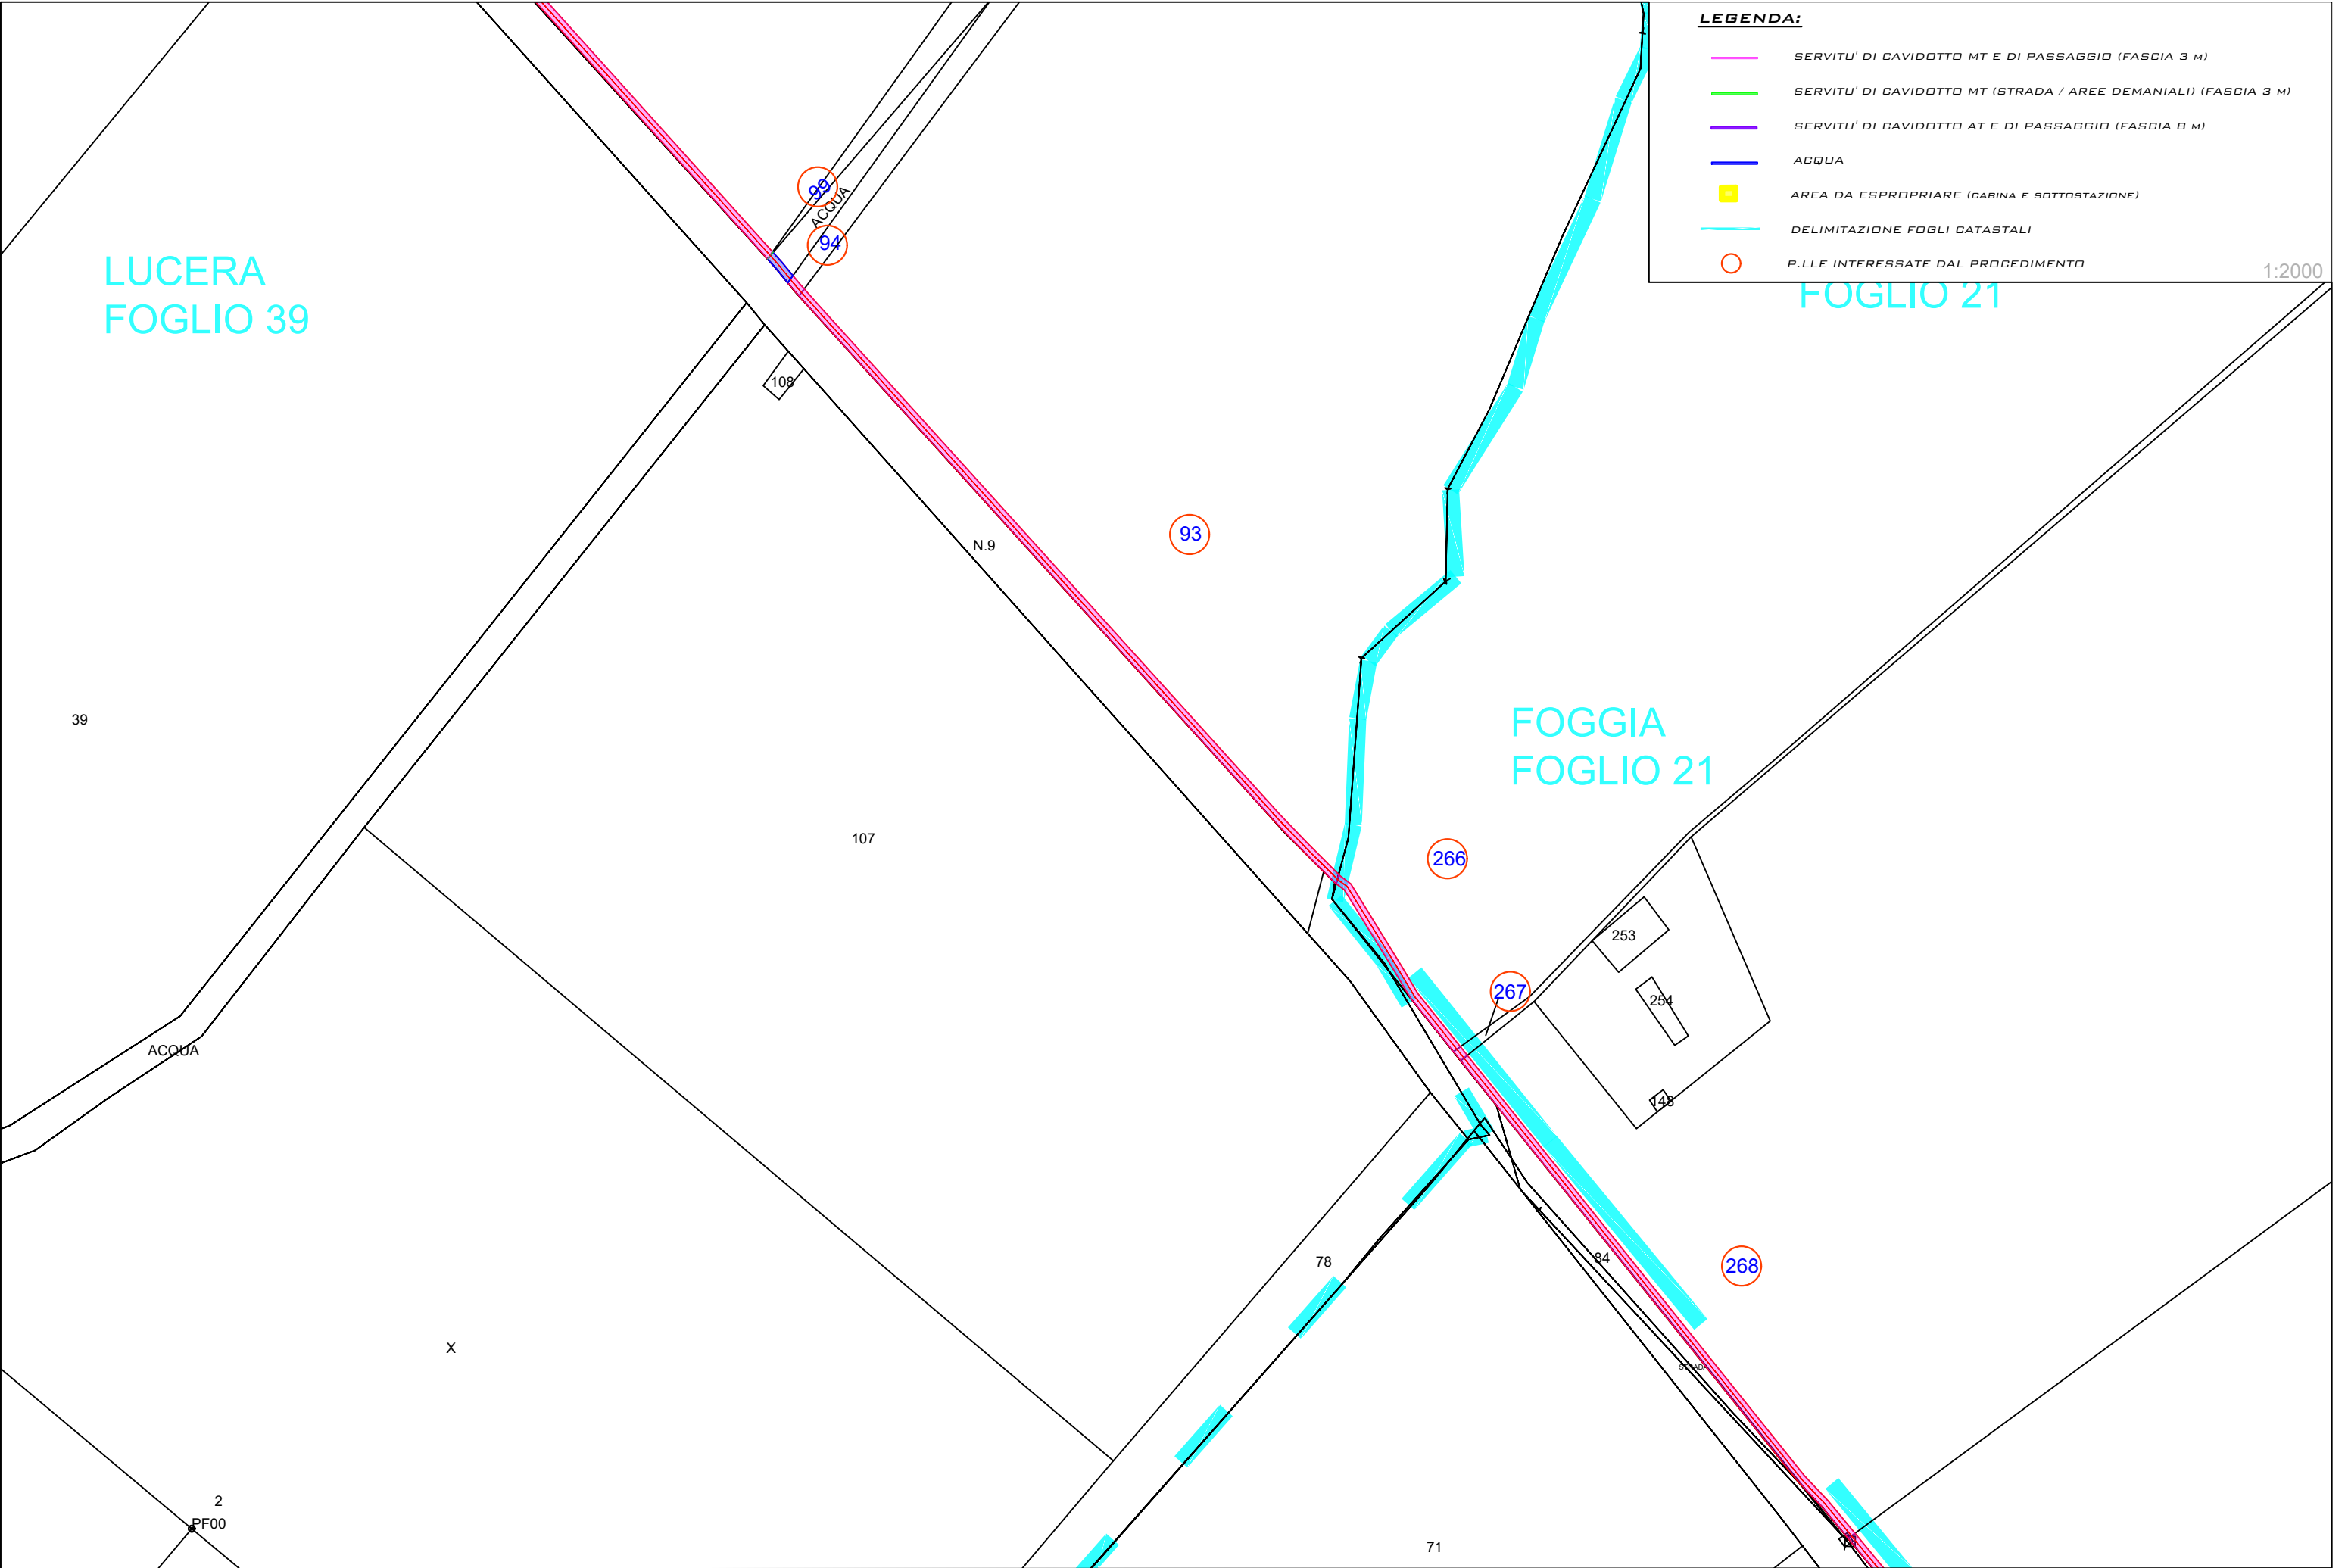 LEGENDA:
SERVITU' DI CAVIDOTTO MT E DI PASSAGGIO (FASCIA 3 M)
SERVITU' DI CAVIDOTTO MT (STRADA / AREE DEMANIALI) (FASCIA 3 M)
SERVITU' DI CAVIDOTTO AT E DI PASSAGGIO (FASCIA 8 M)
ACQUA
AREA DA ESPROPRIARE (CABINA E SOTTOSTAZIONE)
DELIMITAZIONE FOGLI CATASTALI
P.LLE INTERESSATE DAL PROCEDIMENTO
1:2000
FOGLIO 21
99
ACQUA
94
LUCERA
FOGLIO 39
108
N.9
93
39
FOGGIA
FOGLIO 21
107
266
253
267
254
ACQUA
148
78
84
268
X
STRADA
2
PF00
71